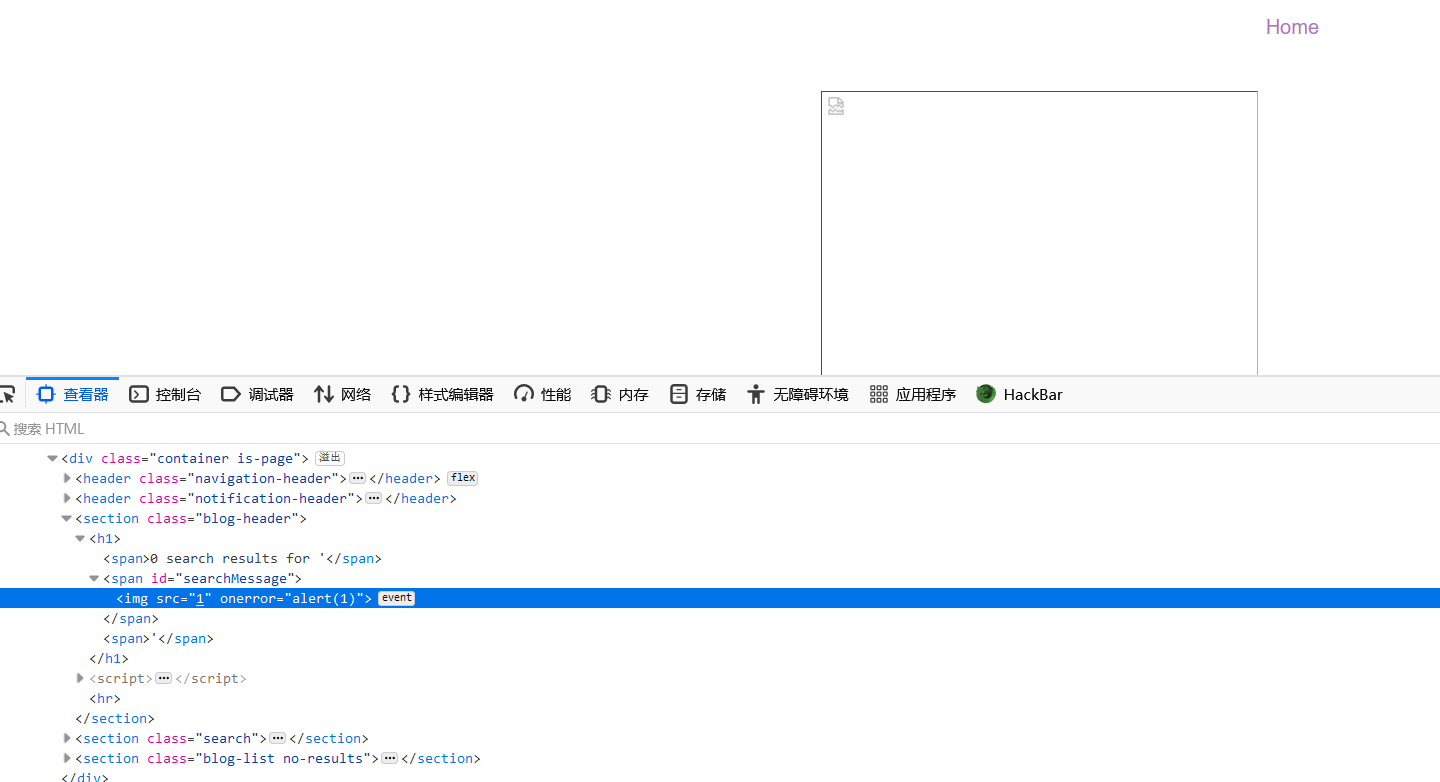 Home
查看器 控制台 调试器 网络 样式编辑器 性能 内存 存储 无障碍环境 应用程序 HackBar
搜索 HTML
<div class="container is-page"> 溢出
<header class="navigation-header"> ••• </header> flex
<header class="notification-header"> ••• </header>
<section class="blog-header">
<h1>
<span>0 search results for '</span>
<span id="searchMessage">
<img src="1" onerror="alert(1)"> event
</span>
<span>'</span>
</h1>
<script> ••• </script>
<hr>
</section>
<section class="search"> ••• </section>
<section class="blog-list no-results"> ••• </section>
</div>